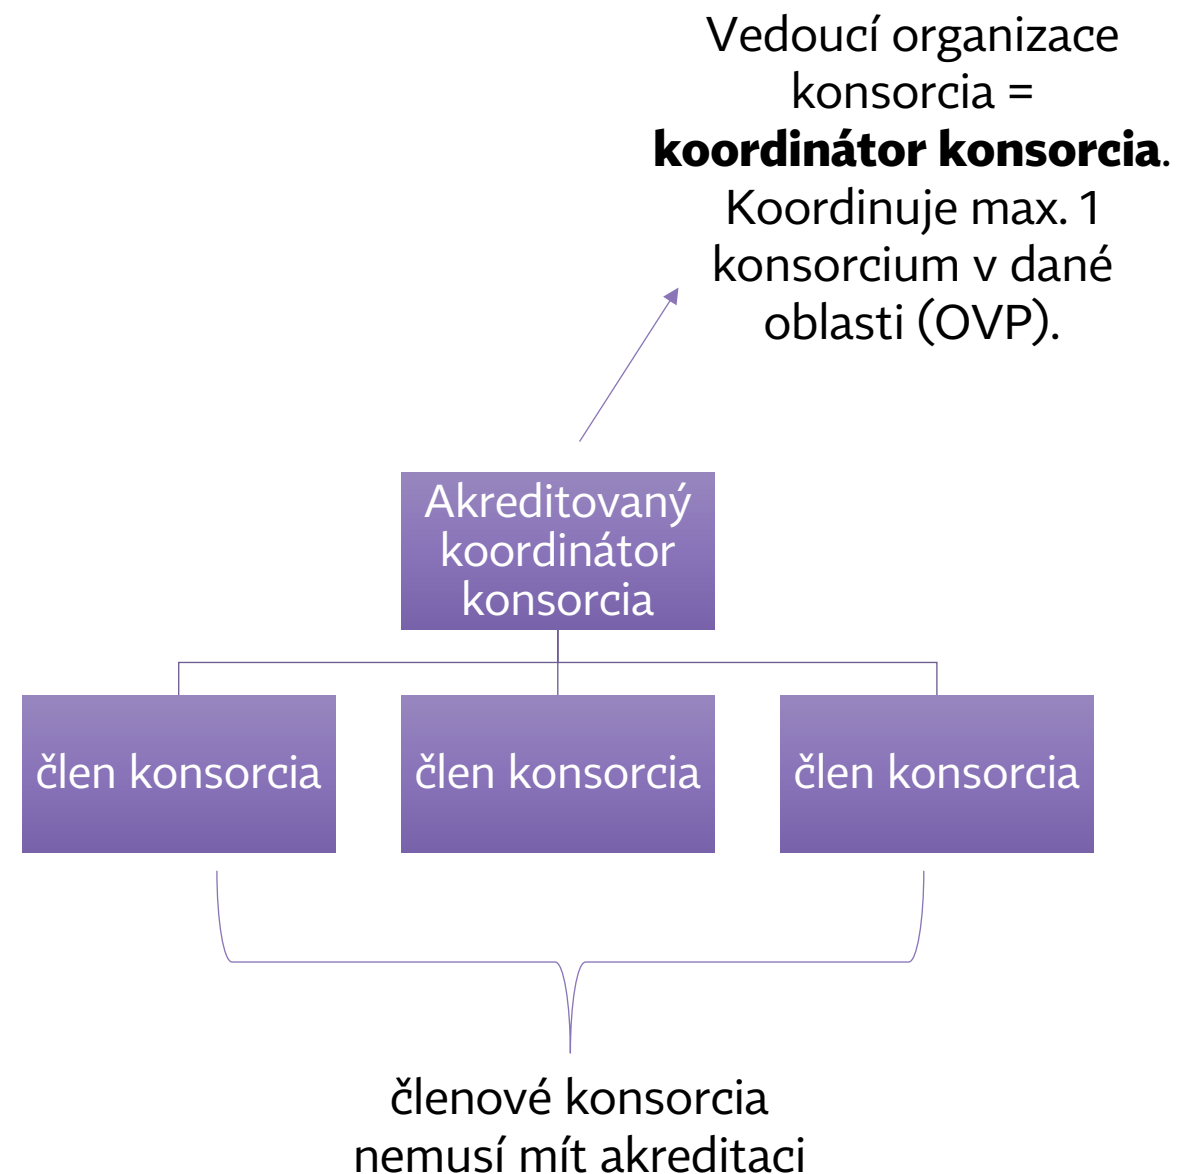 Vedoucí organizace
konsorcia =
koordinátor konsorcia.
Koordinuje max. 1
konsorcium v dané
oblasti (OVP).
Akreditovaný
koordinátor
konsorcia
člen konsorcia
člen konsorcia
člen konsorcia
členové konsorcia
nemusí mít akreditaci